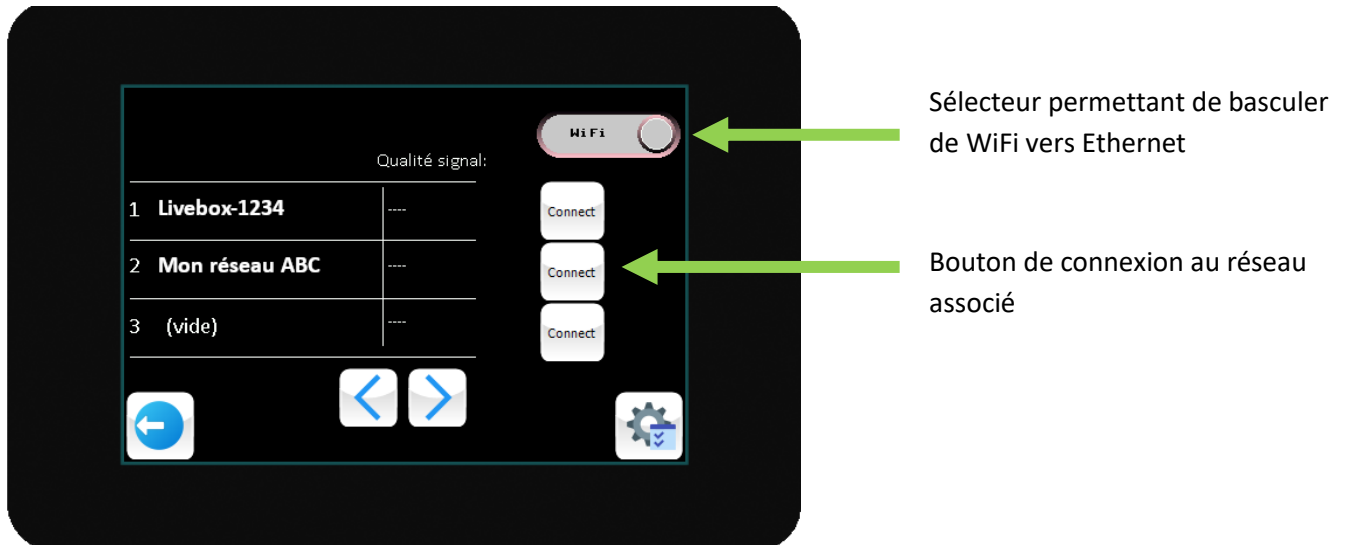 WiFi
Sélecteur permettant de basculer
de WiFi vers Ethernet
Qualité signal:
1 Livebox-1234 ---- Connect
2 Mon réseau ABC ---- Connect
Bouton de connexion au réseau
associé
3 (vide) ---- Connect